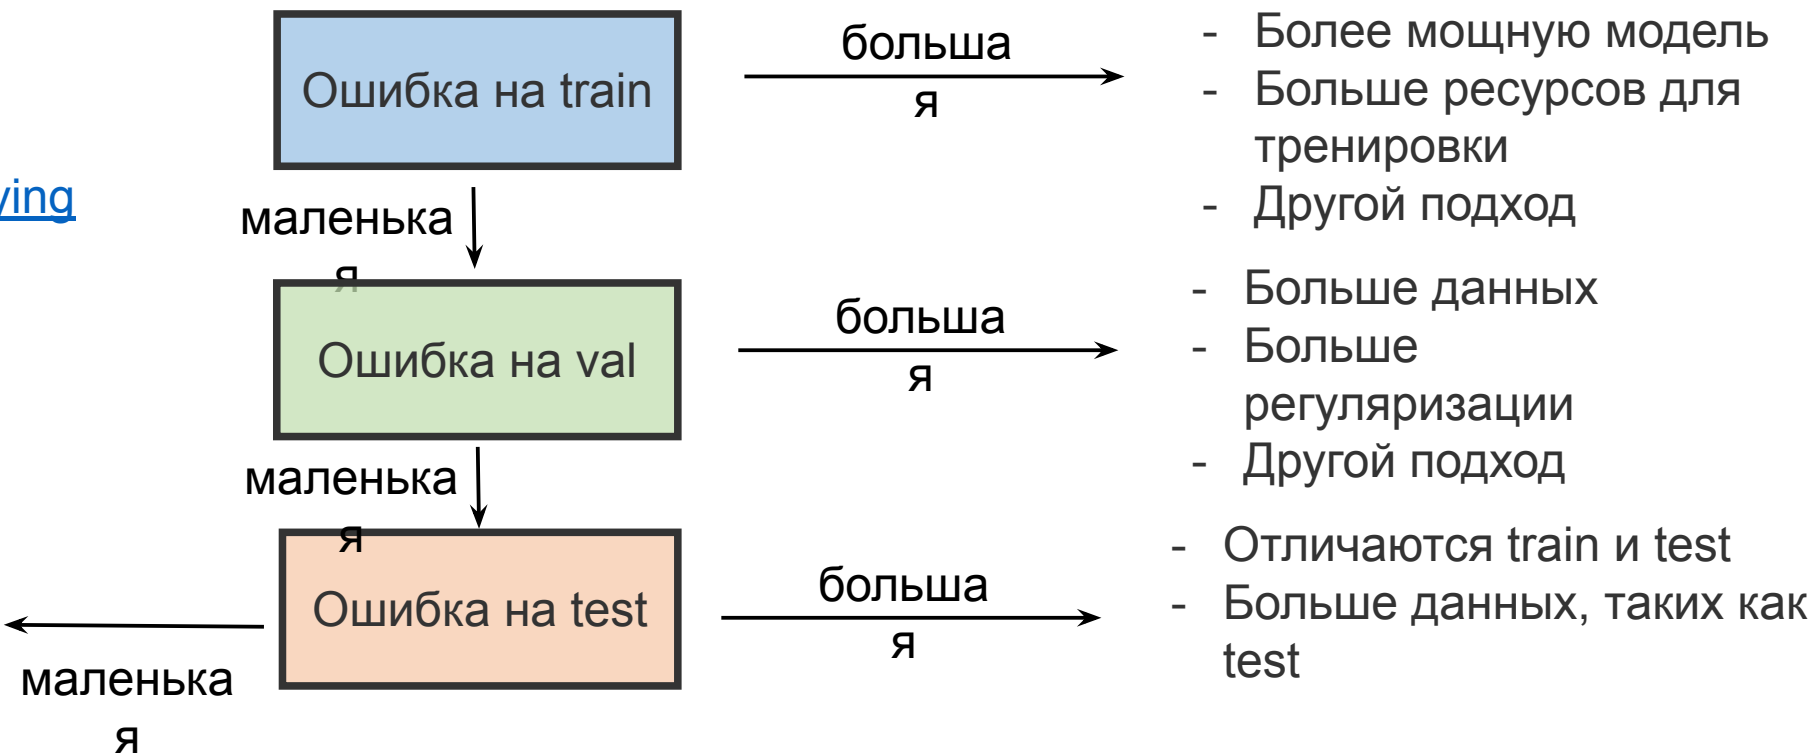 Ошибка на train
больша
я
- Более мощную модель
- Больше ресурсов для
тренировки
- Другой подход
ying
маленька
я
Ошибка на val
больша
я
- Больше данных
- Больше
регуляризации
- Другой подход
маленька
я
Ошибка на test
больша
я
- Отличаются train и test
- Больше данных, таких как
test
маленька
я